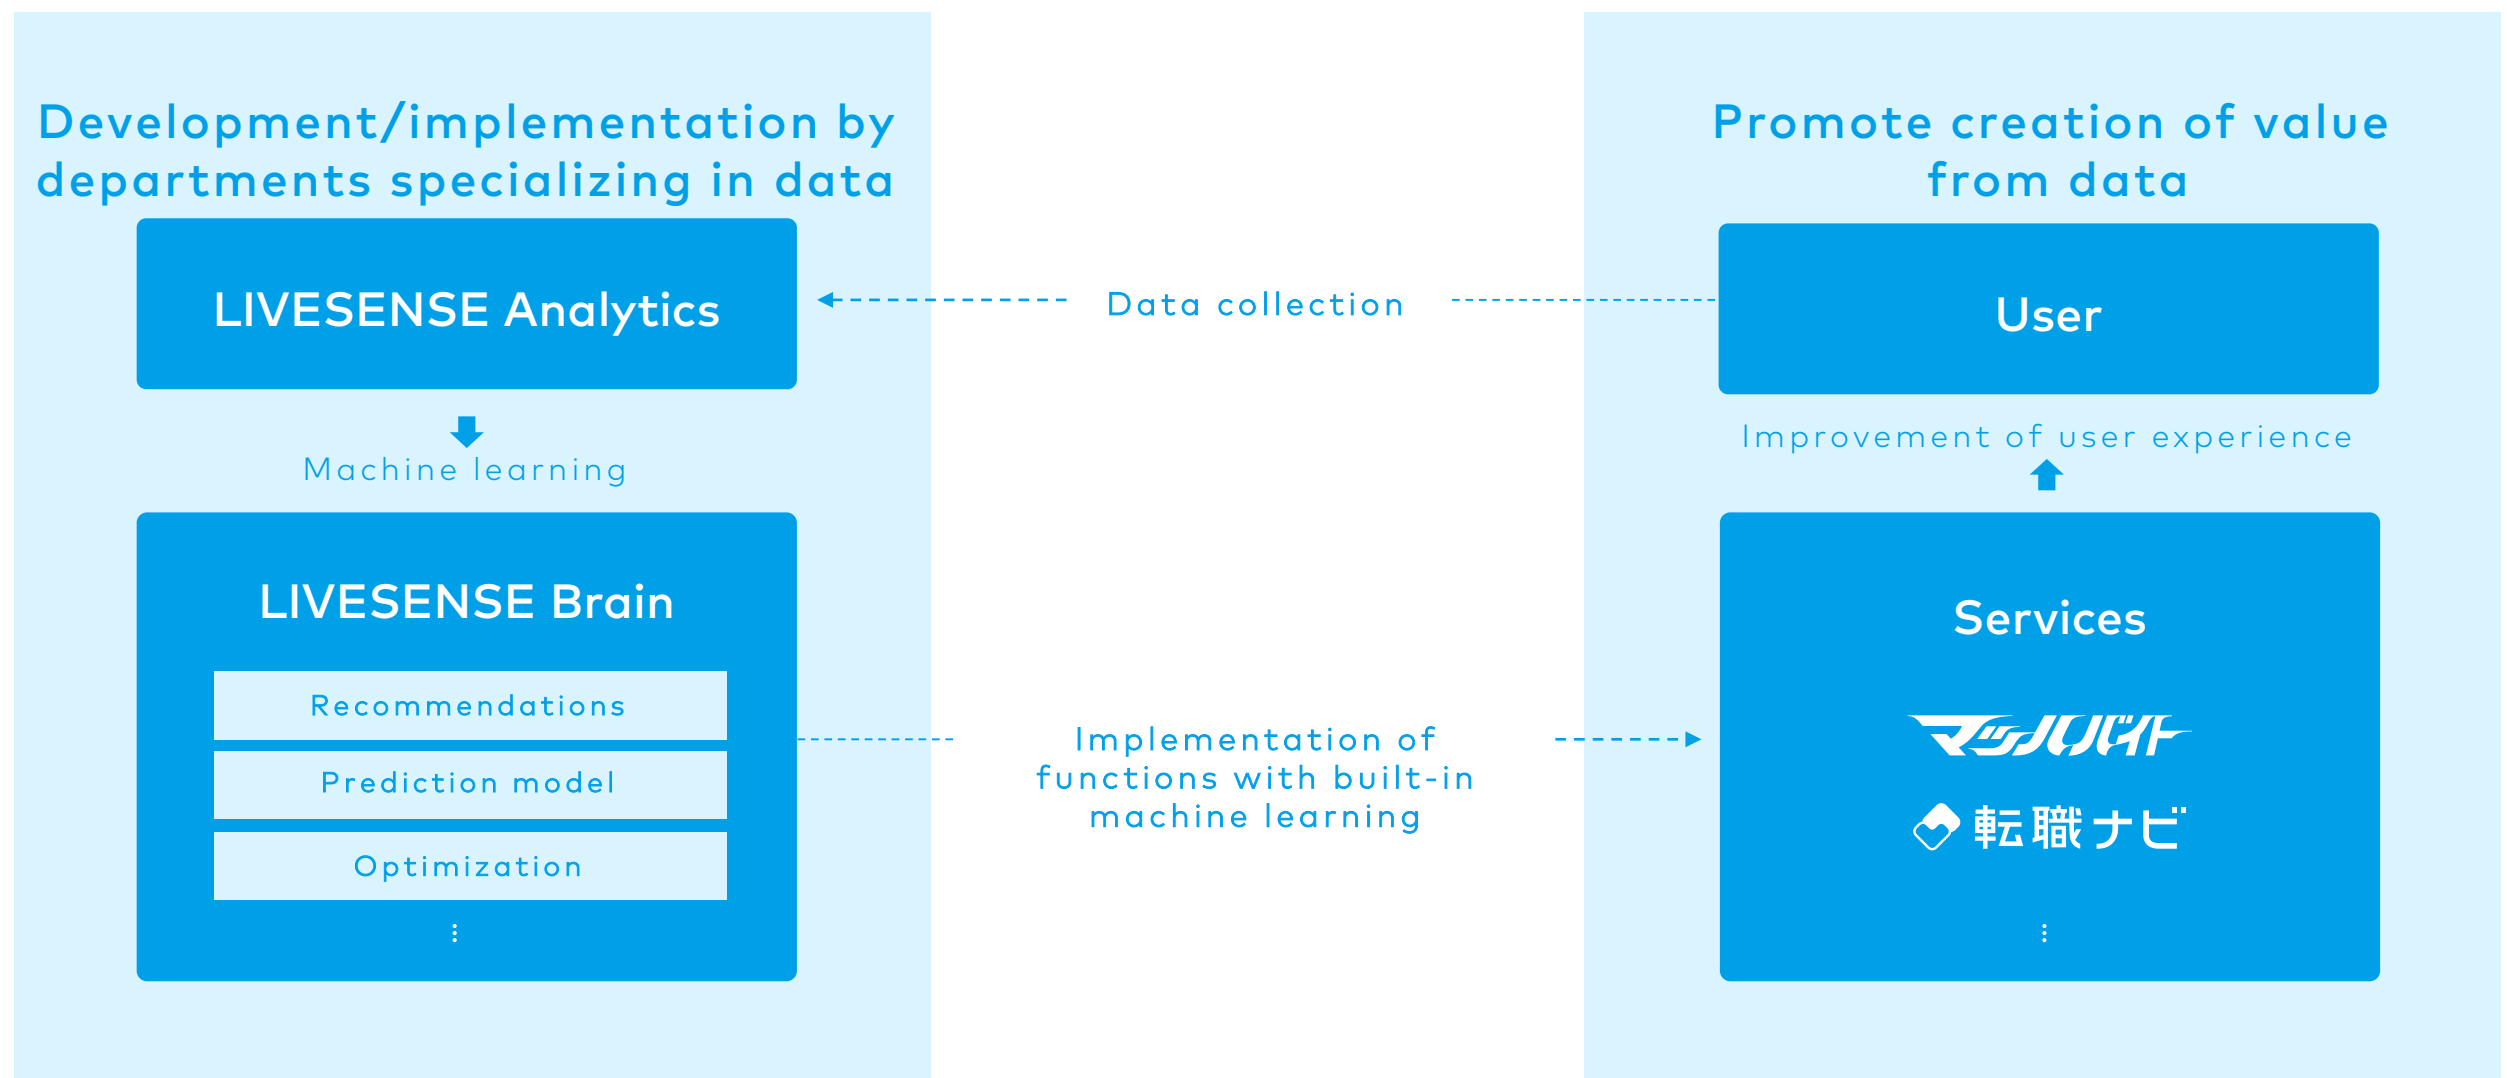 Development/implementation by
departments specializing in data
LIVESENSE Analytics
Machine learning
LIVESENSE Brain
Recommendations
Prediction model
Optimization
Data collection
Implementation of
functions with built-in
machine learning
Promote creation of value
from data
User
Improvement of user experience
Services
マッハバイト
転職ナビ